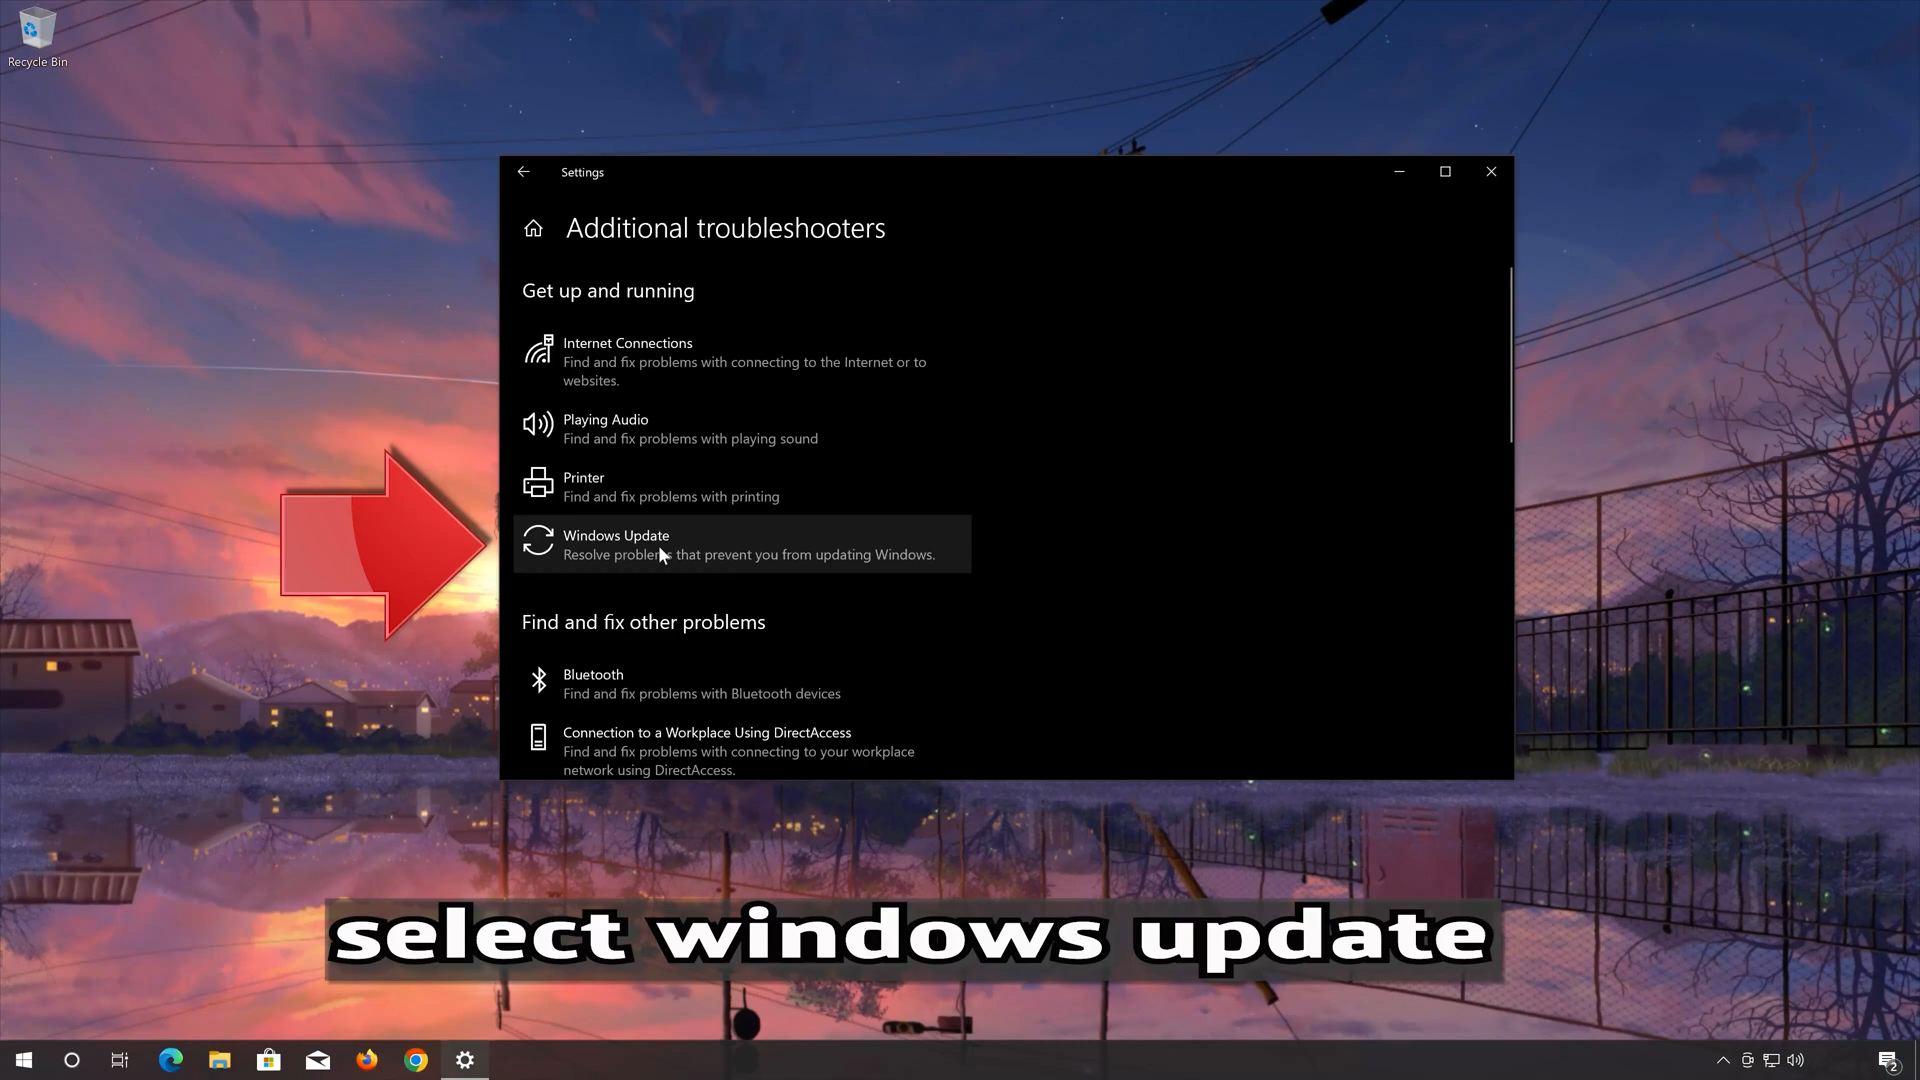 Recycle Bin
Settings
Additional troubleshooters
Get up and running
Internet Connections
Find and fix problems with connecting to the Internet or to
websites.
Playing Audio
Find and fix problems with playing sound
Printer
Find and fix problems with printing
Windows Update
Resolve problems that prevent you from updating Windows.
Find and fix other problems
Bluetooth
Find and fix problems with Bluetooth devices
Connection to a Workplace Using DirectAccess
Find and fix problems with connecting to your workplace
network using DirectAccess.
select windows update
2